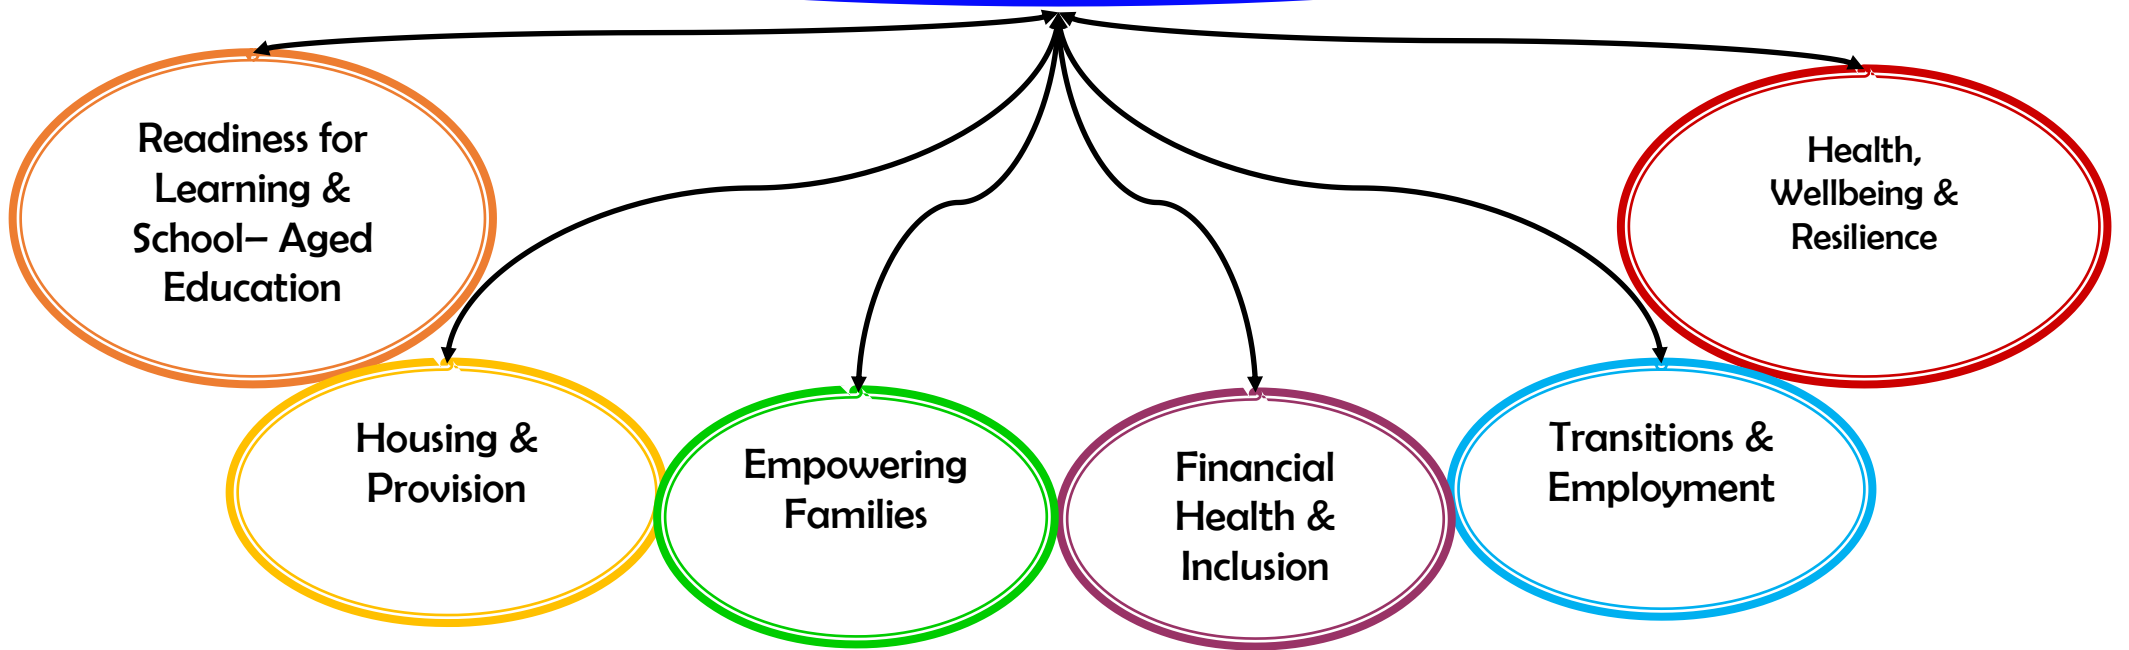 Readiness for
Learning &
School– Aged
Education
Housing &
Provision
Empowering
Families
Financial
Health &
Inclusion
Transitions &
Employment
Health,
Wellbeing &
Resilience